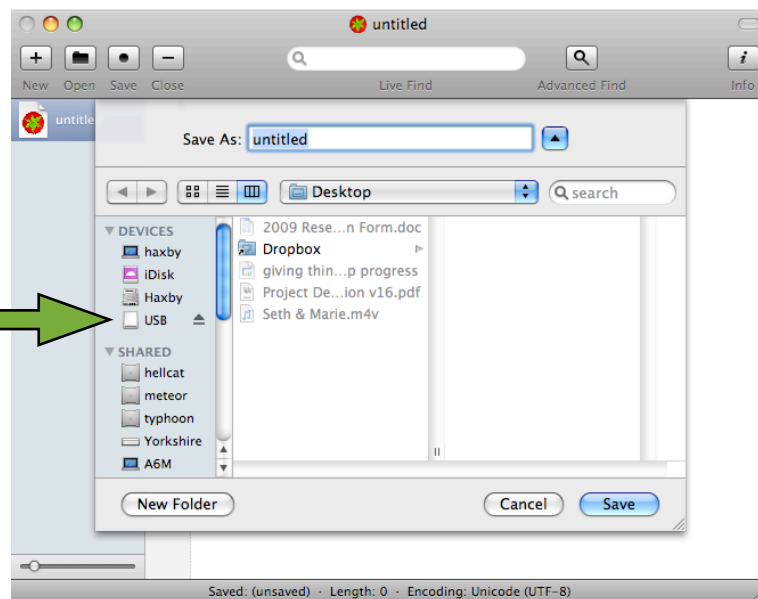 untitled
New Open Save Close Live Find Advanced Find Info
untitle
Save As: untitled
Desktop search
DEVICES
haxby
iDisk
Haxby
USB
SHARED
hellcat
meteor
typhoon
Yorkshire
A6M
2009 Rese...n Form.doc
Dropbox
giving thin...p progress
Project De...ion v16.pdf
Seth & Marie.m4v
New Folder Cancel Save
Saved: (unsaved) · Length: 0 · Encoding: Unicode (UTF-8)